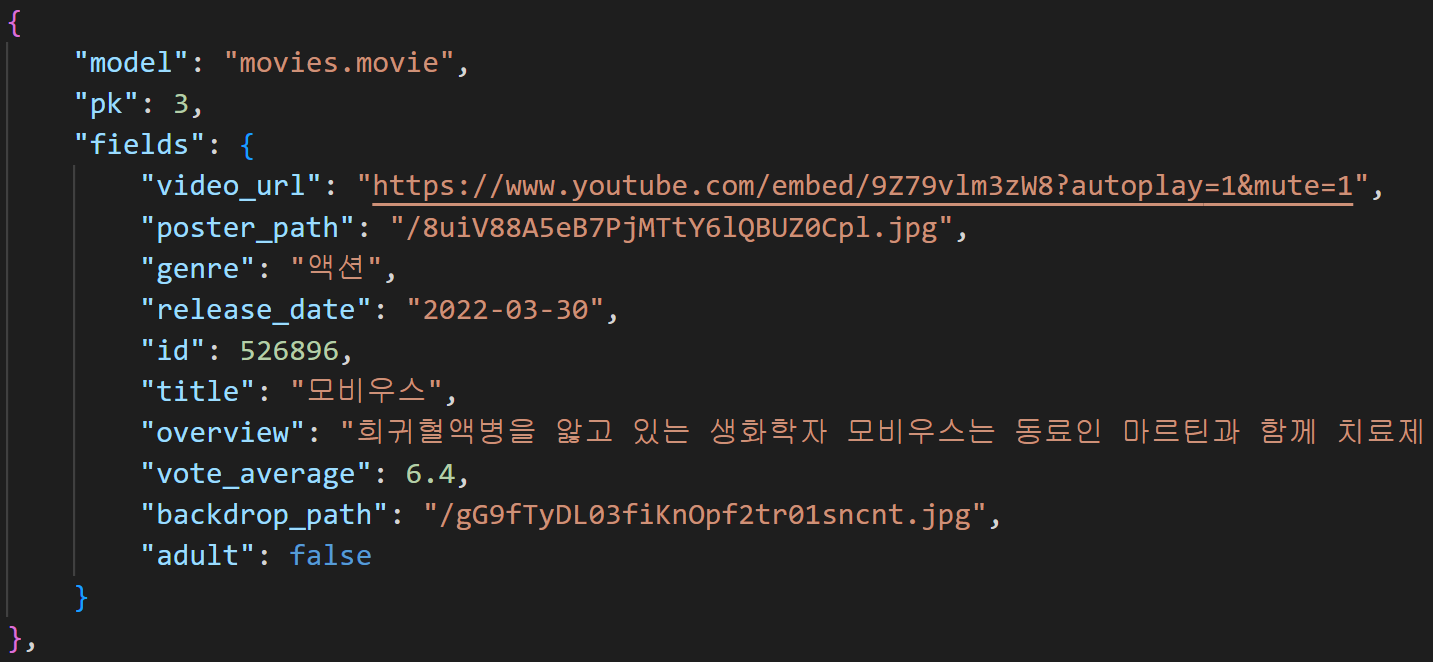 {
"model": "movies.movie",
"pk": 3,
"fields": {
"video_url": "https://www.youtube.com/embed/9Z79vlm3zW8?autoplay=1&mute=1",
"poster_path": "/8uiV88A5eB7PjMTtY6lQBUZ0Cpl.jpg",
"genre": "액션",
"release_date": "2022-03-30",
"id": 526896,
"title": "모비우스",
"overview": "희귀혈액병을 앓고 있는 생화학자 모비우스는 동료인 마르틴과 함께 치료제
"vote_average": 6.4,
"backdrop_path": "/gG9fTyDL03fiKnOpf2tr01sncnt.jpg",
"adult": false
}
},